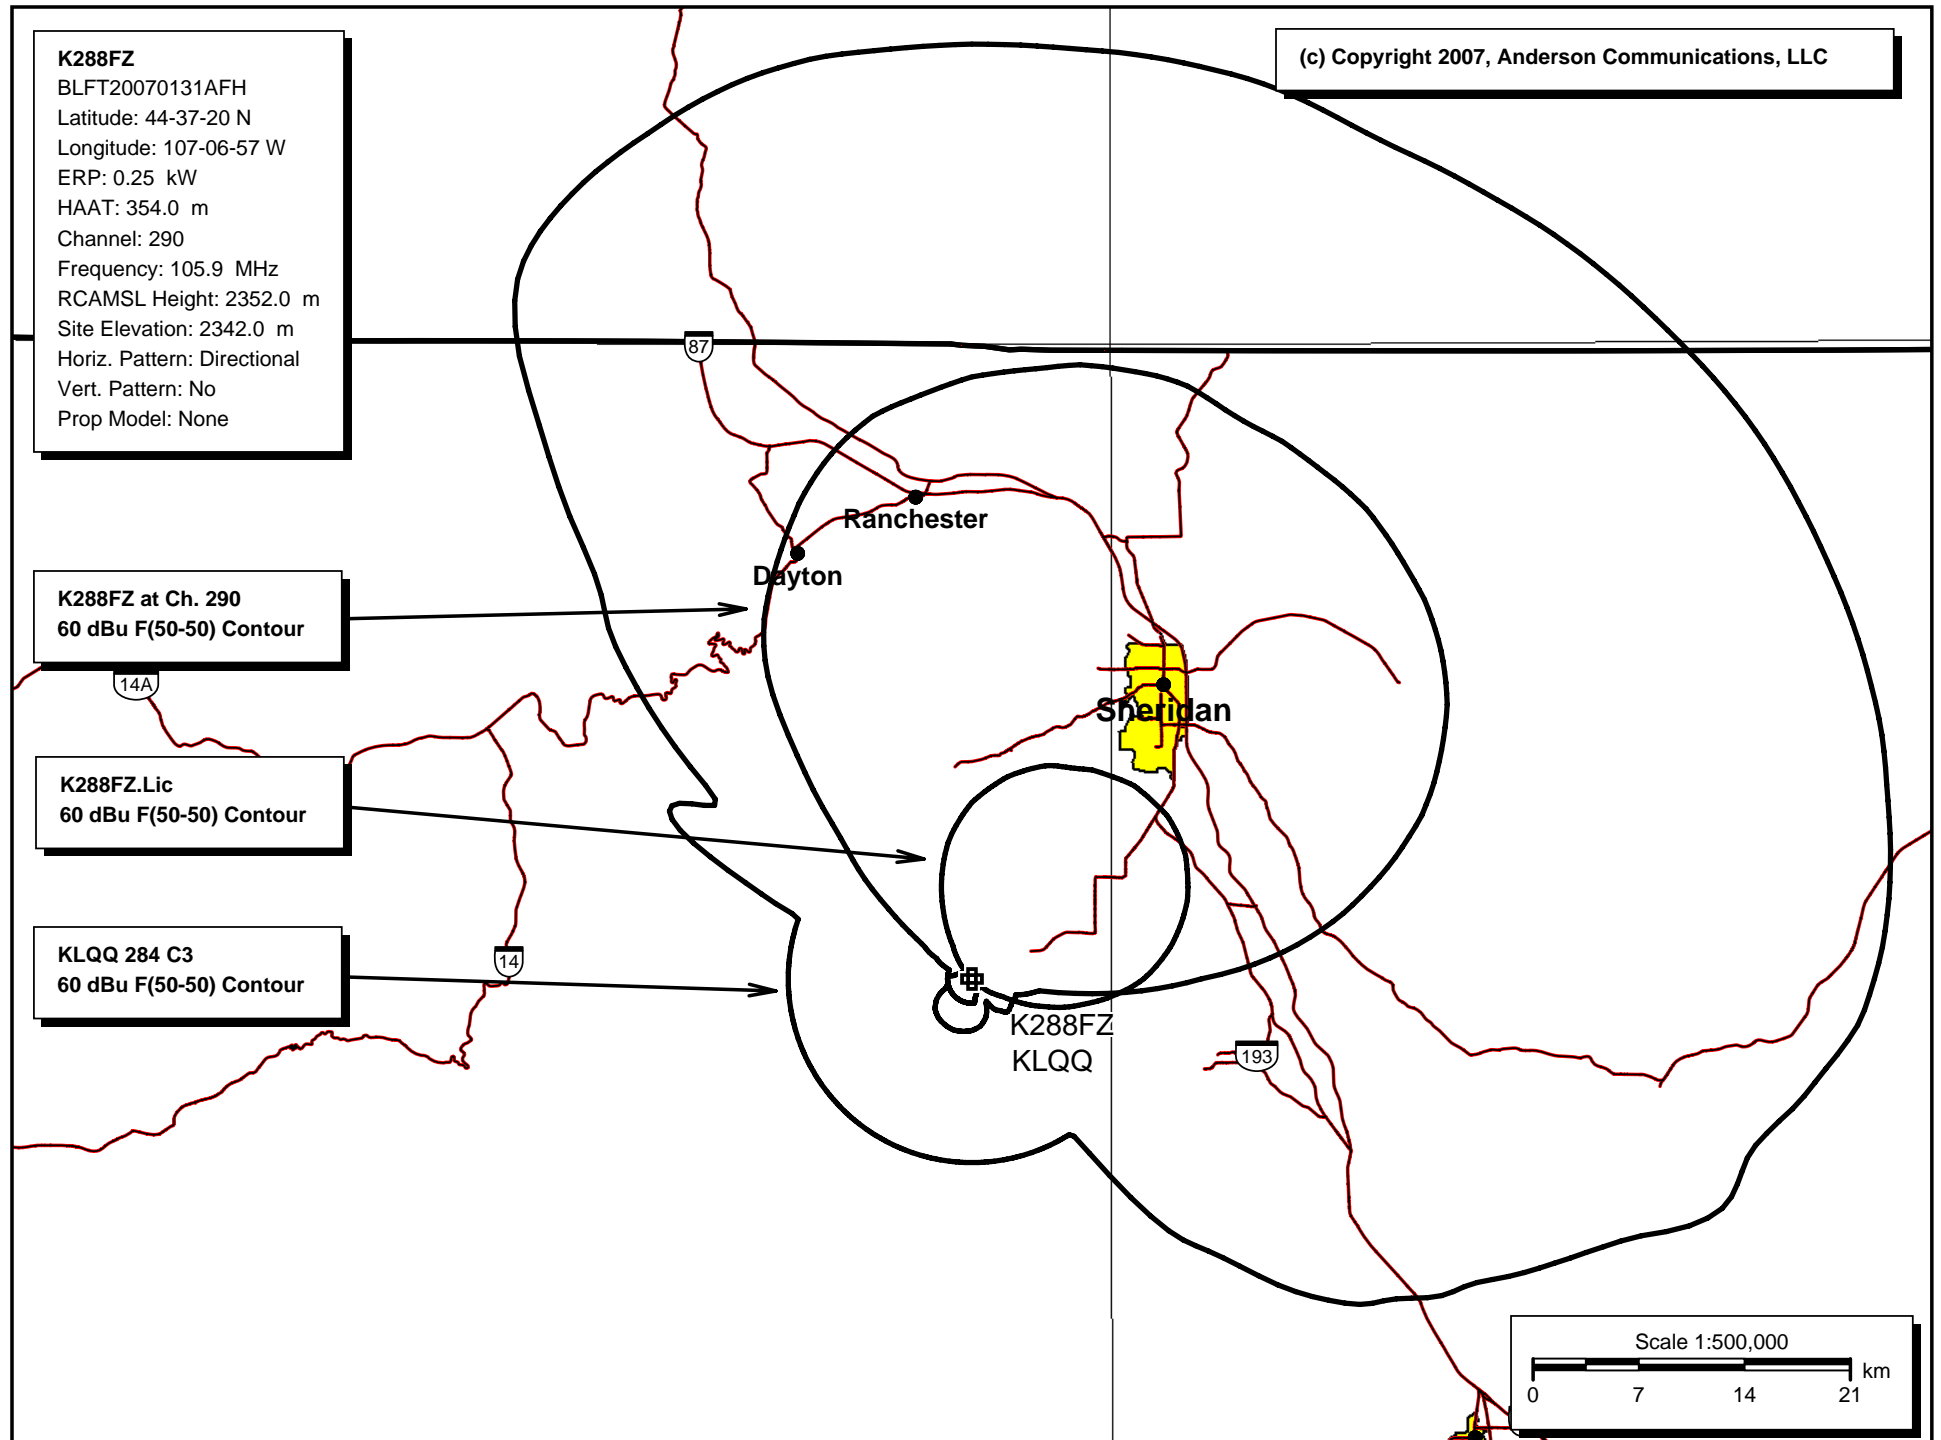 K288FZ
BLFT20070131AFH
Latitude: 44-37-20 N
Longitude: 107-06-57 W
ERP: 0.25 kW
HAAT: 354.0 m
Channel: 290
Frequency: 105.9 MHz
RCAMSL Height: 2352.0 m
Site Elevation: 2342.0 m
Horiz. Pattern: Directional
Vert. Pattern: No
Prop Model: None
(c) Copyright 2007, Anderson Communications, LLC
87
Ranchester
Dayton
K288FZ at Ch. 290
60 dBu F(50-50) Contour
14A
Sheridan
K288FZ.Lic
60 dBu F(50-50) Contour
KLQQ 284 C3
60 dBu F(50-50) Contour
14
K288FZ
KLQQ
193
Scale 1:500,000
km
0 7 14 21